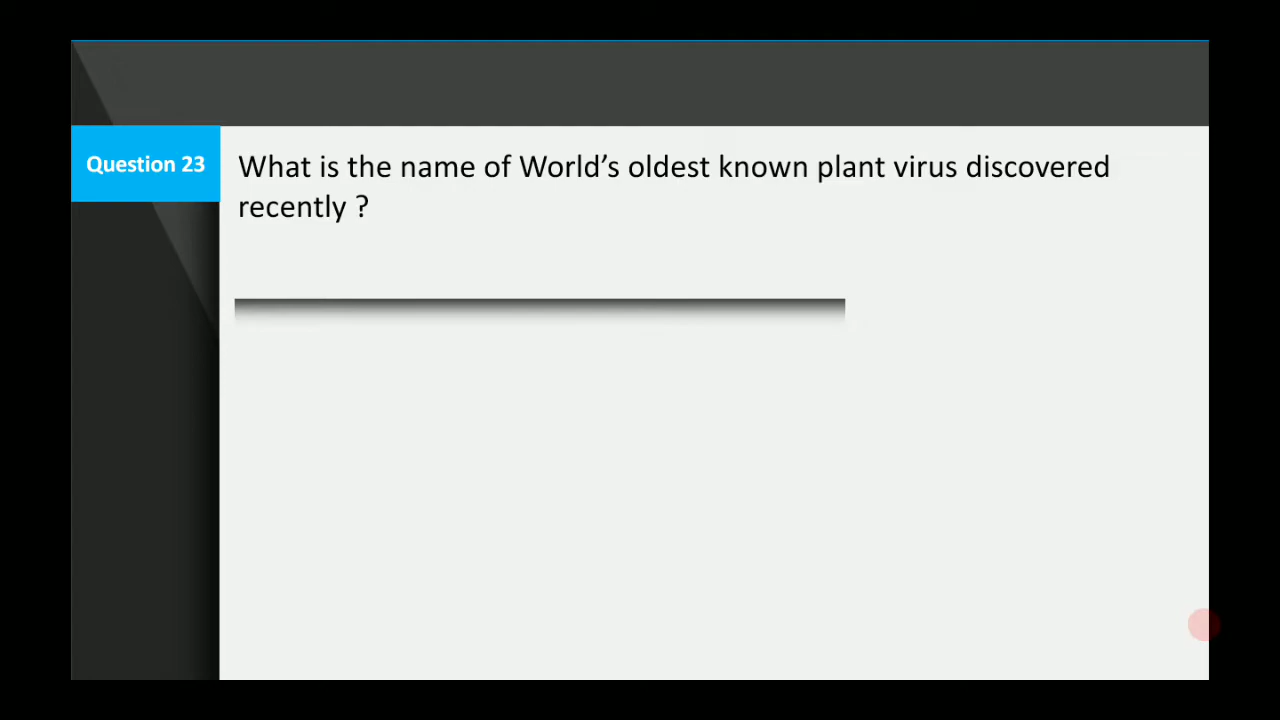 Question 23
What is the name of World’s oldest known plant virus discovered
recently ?